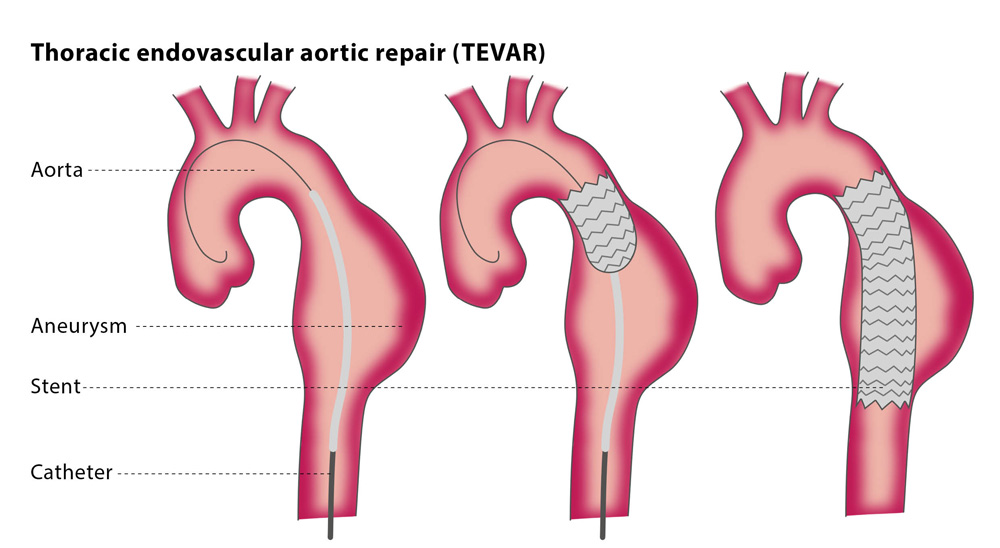 Thoracic endovascular aortic repair (TEVAR)
Aorta
Aneurysm
Stent
Catheter